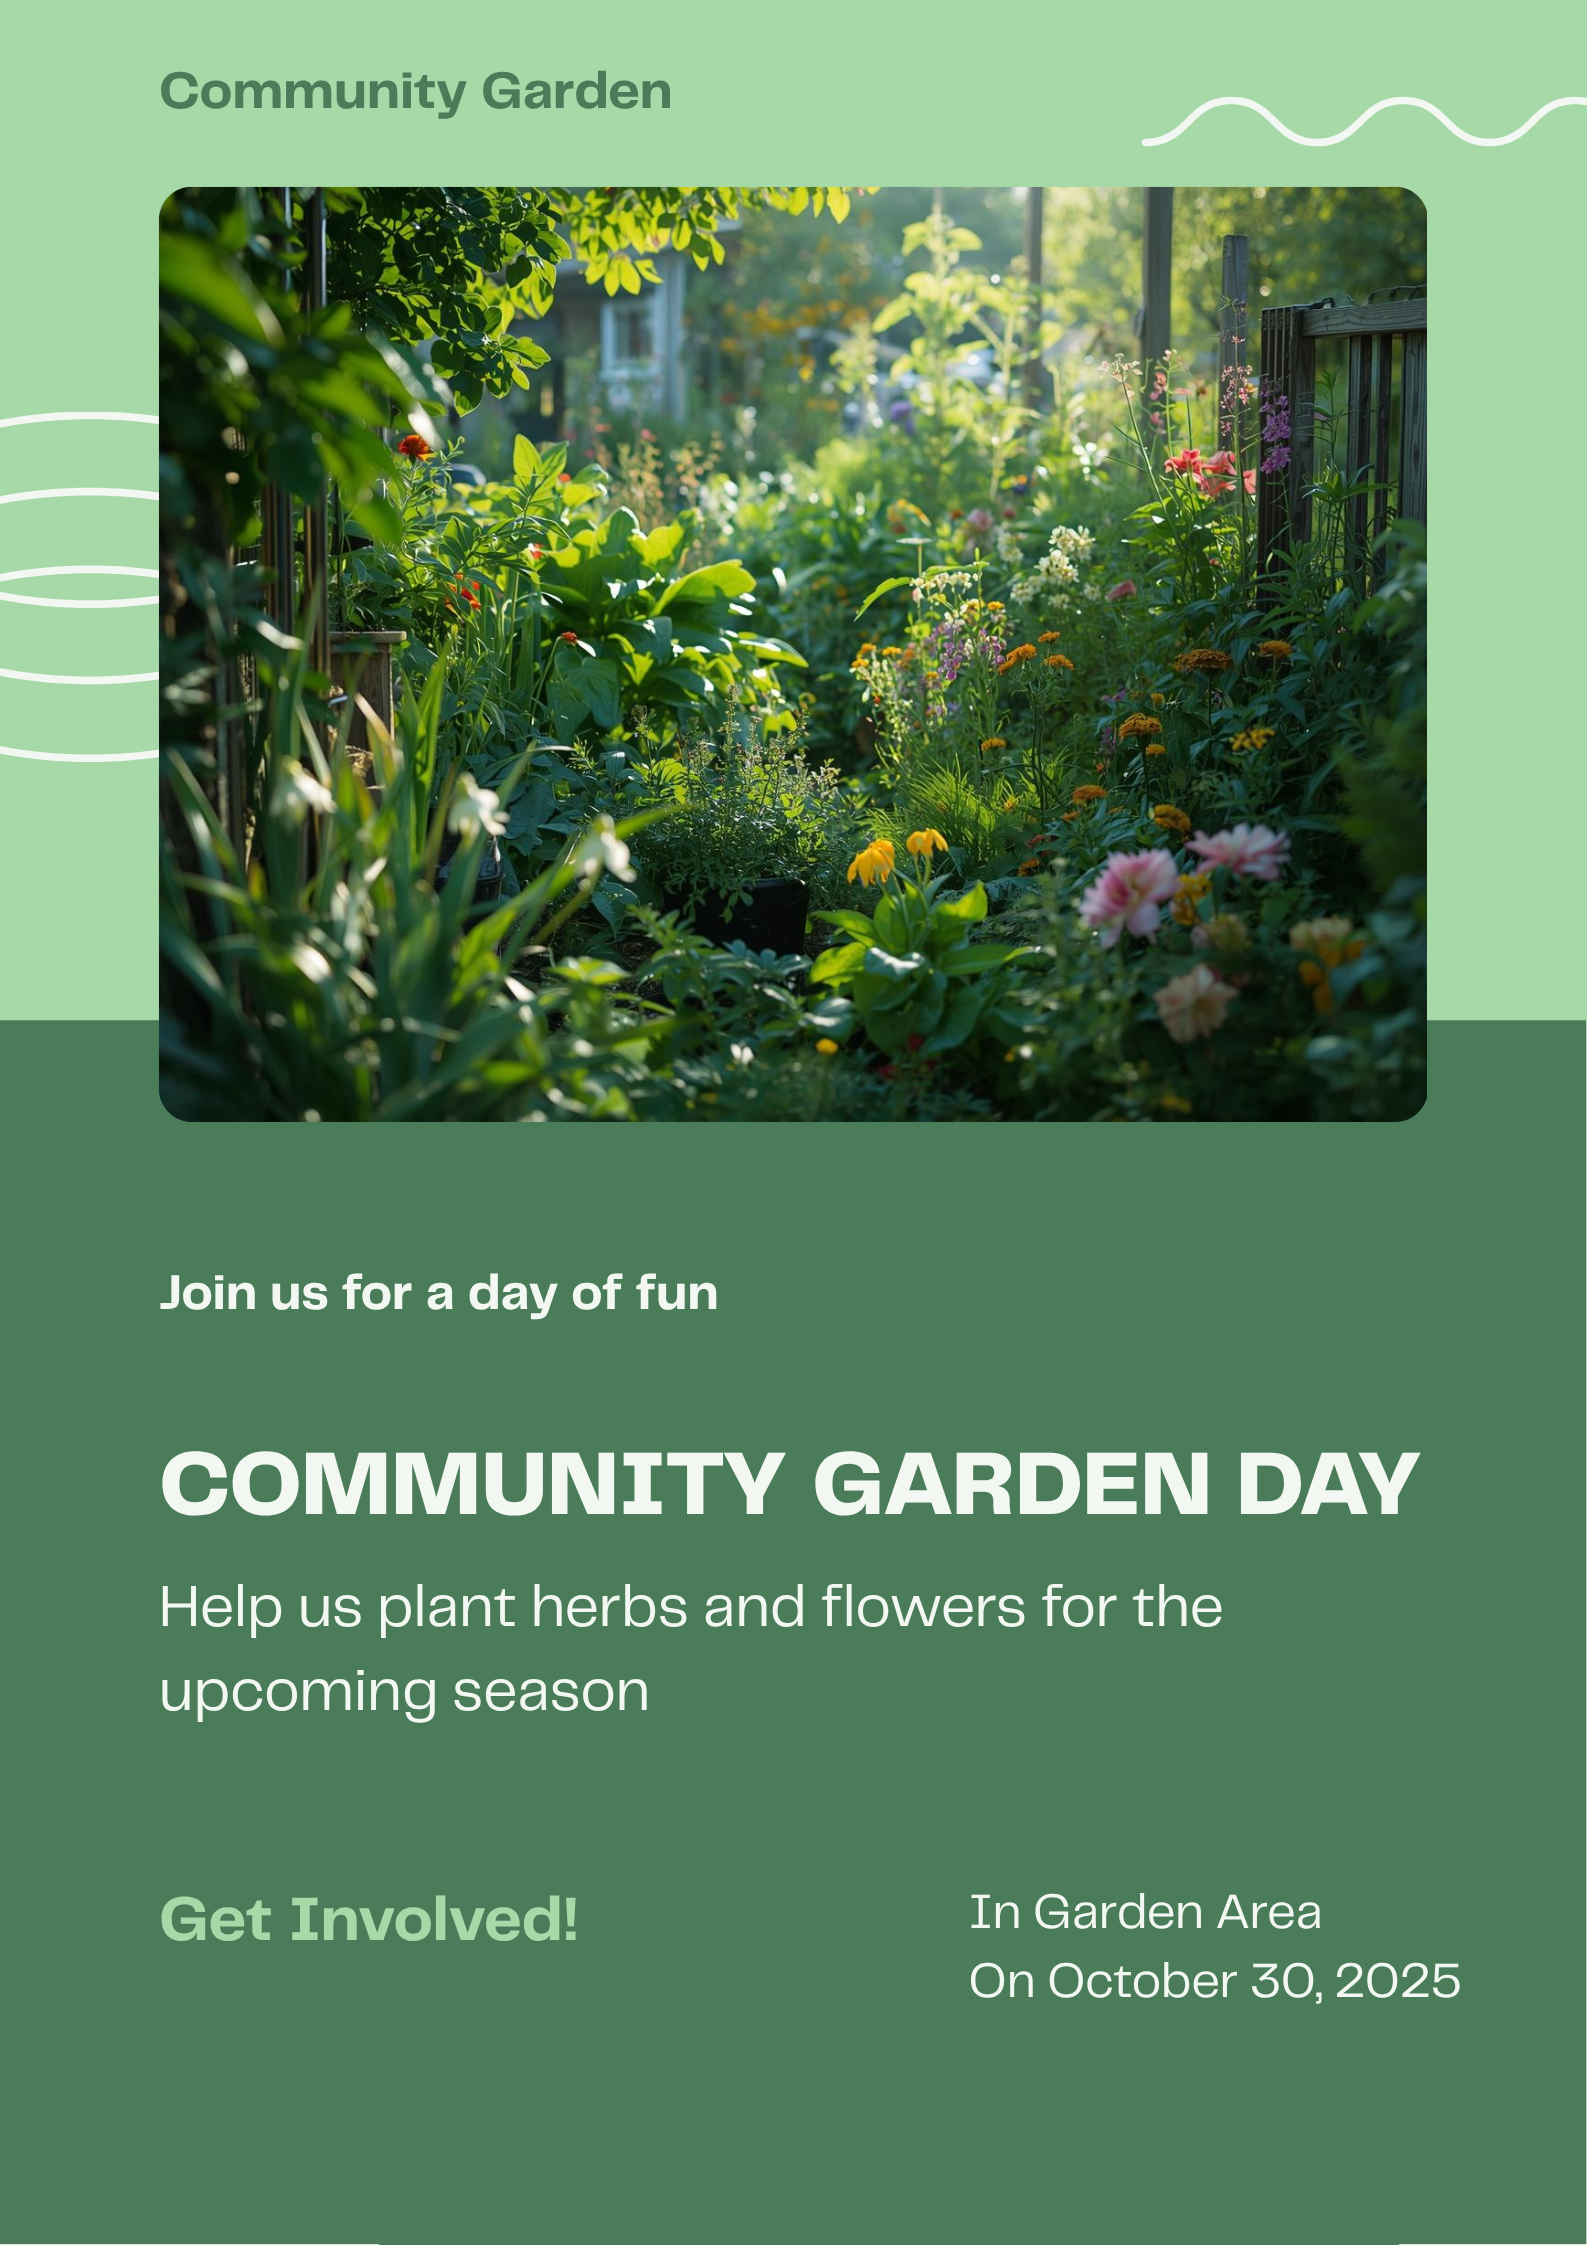 Community Garden
Join us for a day of fun
COMMUNITY GARDEN DAY
Help us plant herbs and flowers for the
upcoming season
Get Involved!
In Garden Area
On October 30, 2025